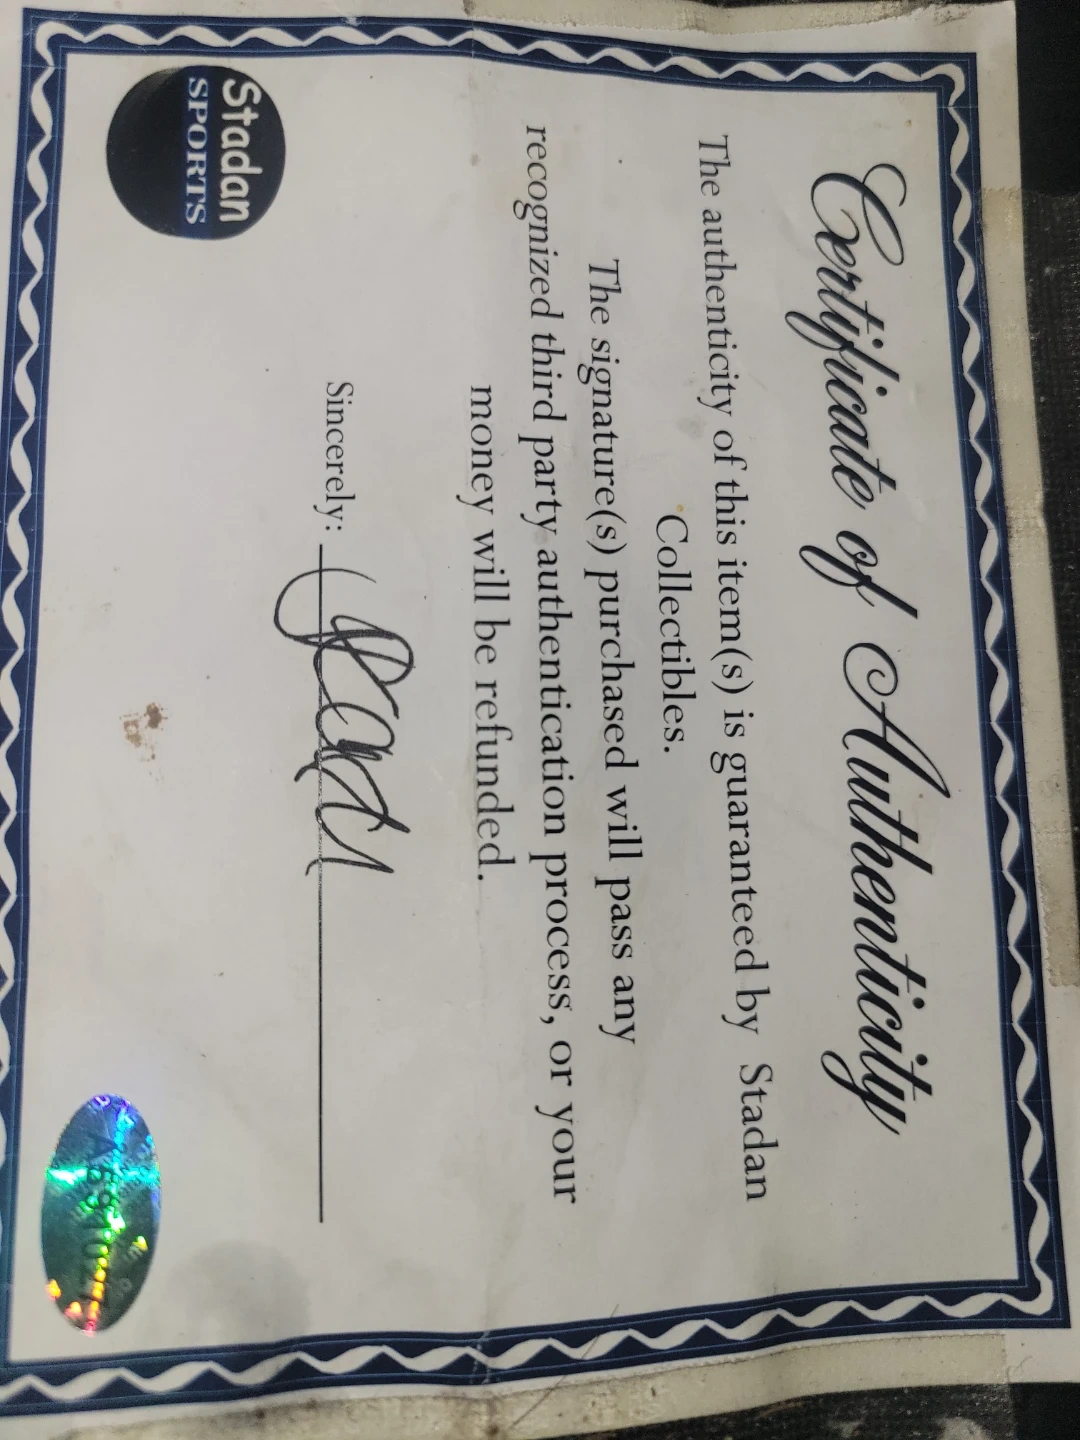 Certificate of Authenticity
The authenticity of this item(s) is guaranteed by Stadan
Collectibles.
The signature(s) purchased will pass any
recognized third party authentication process, or your
money will be refunded.
Sincerely:
Stadan
SPORTS